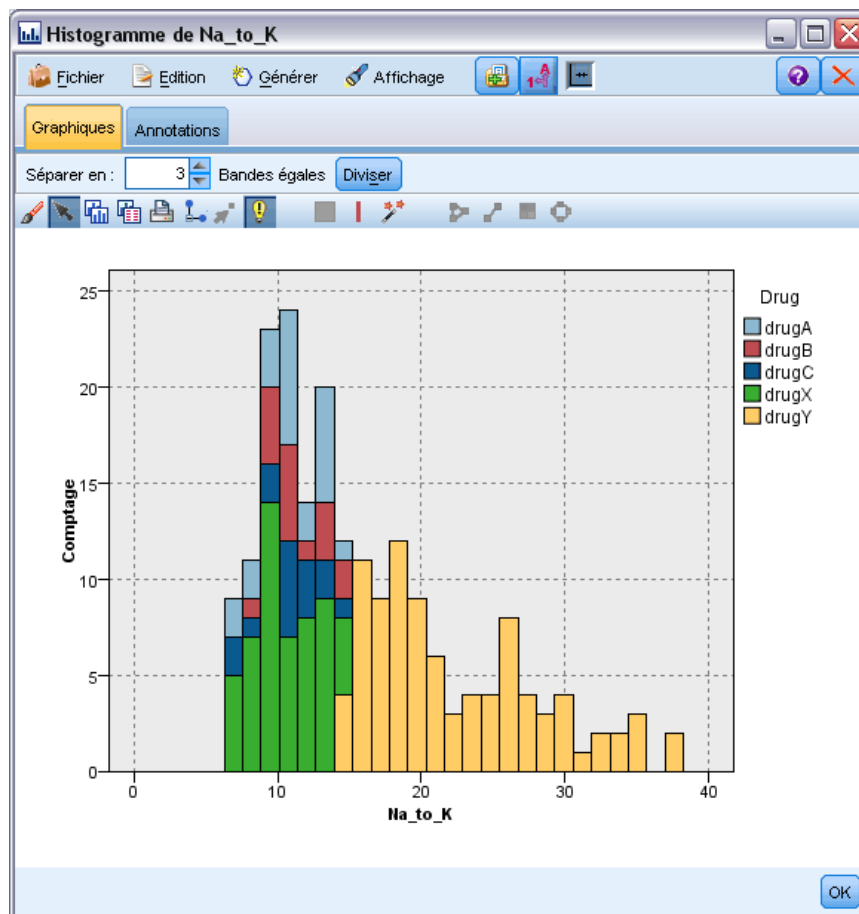 Histogramme de Na_to_K
Fichier Edition Générer Affichage
Graphiques Annotations
Séparer en : 3 Bandes égales Diviser
25
20
15
10
5
0
Comptage
0 10 20 30 40
Na_to_K
Drug
drugA
drugB
drugC
drugX
drugY
OK